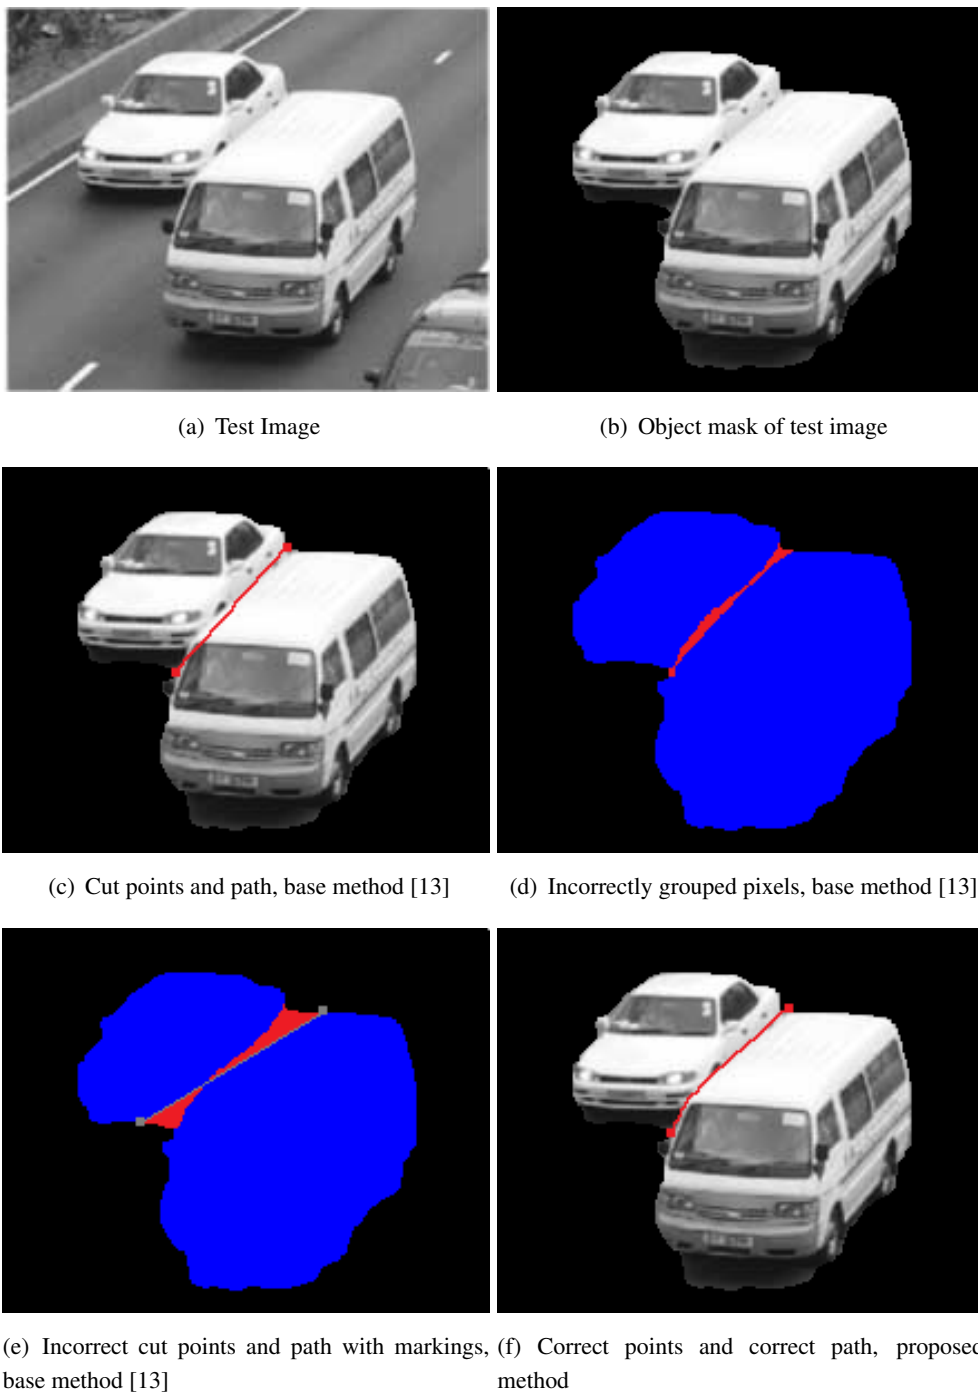 (a) Test Image
(b) Object mask of test image
(c) Cut points and path, base method [13]
(d) Incorrectly grouped pixels, base method [13]
(e) Incorrect cut points and path with markings,
base method [13]
(f) Correct points and correct path, proposed
method